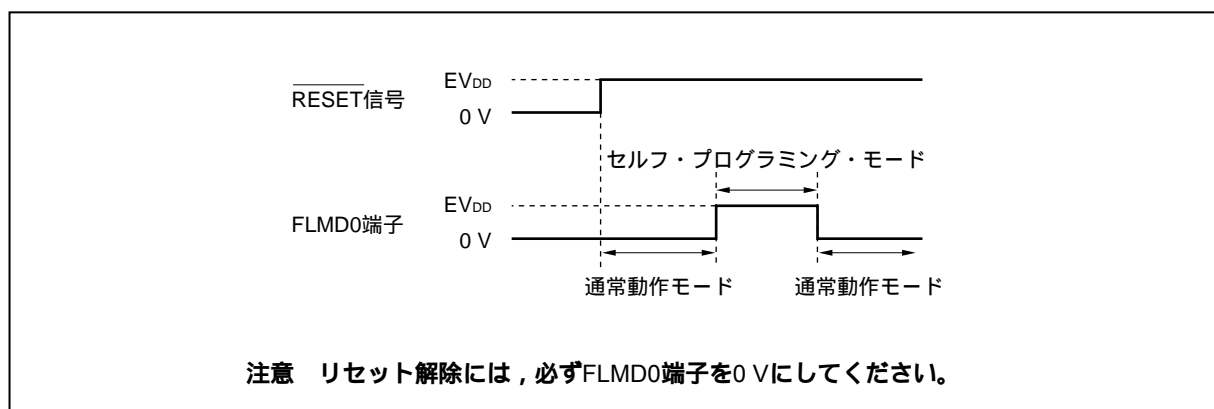 RESET信号
EVDD
0 V
セルフ・プログラミング・モード
FLMD0端子
EVDD
0 V
通常動作モード
通常動作モード
注意 リセット解除には，必ずFLMD0端子を0 Vにしてください。